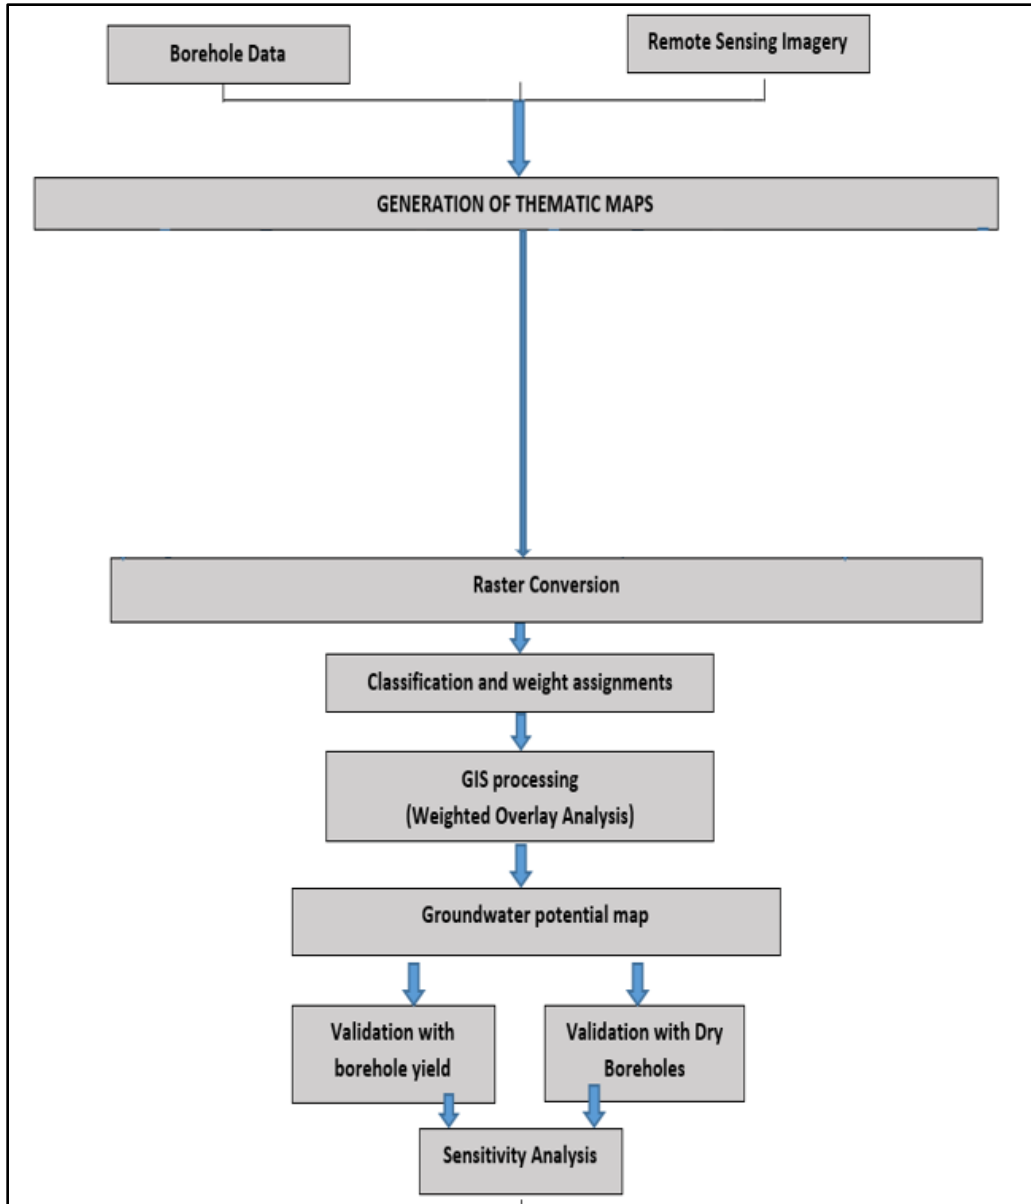 Borehole Data
Remote Sensing Imagery
GENERATION OF THEMATIC MAPS
Raster Conversion
Classification and weight assignments
GIS processing
(Weighted Overlay Analysis)
Groundwater potential map
Validation with
borehole yield
Validation with Dry
Boreholes
Sensitivity Analysis